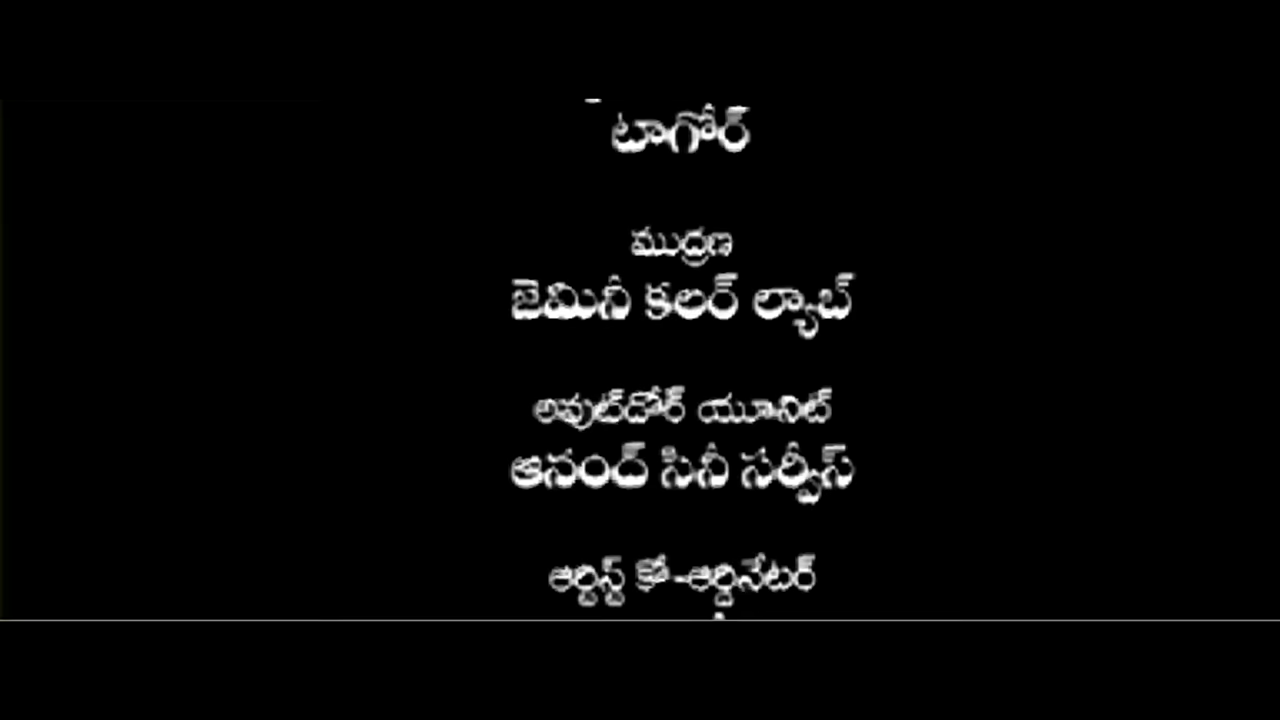 టాగోర్
ముద్రణ
జెమినీ కలర్ ల్యాబ్
అవుట్‌డోర్ యూనిట్
ఆనంద్ సినీ సర్వీస్
ఆర్టిస్ట్ కో-ఆర్డినేటర్